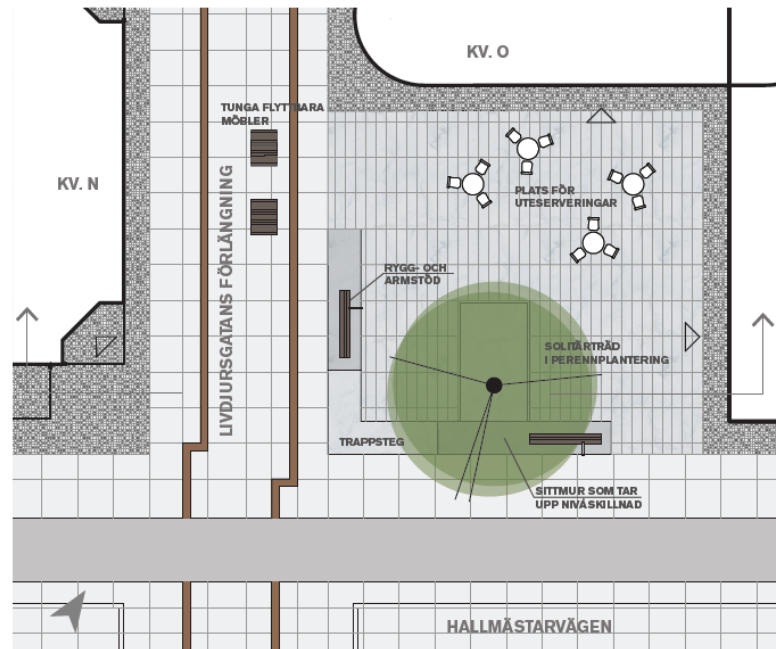 KV. O
TUNGA FLYTTBARA
MÖBLER
KV. N
PLATS FÖR
UTESERVERINGAR
LIVDJURSGATANS FÖRLÄNGNING
RYGG- OCH
ARMSTÖD
SOLITÄRTRÄD
I PERENNPLANTERING
TRAPPSTEG
SITTMUR SOM TAR
UPP NIVÅSKILLNAD
HALLMÄSTARVÄGEN